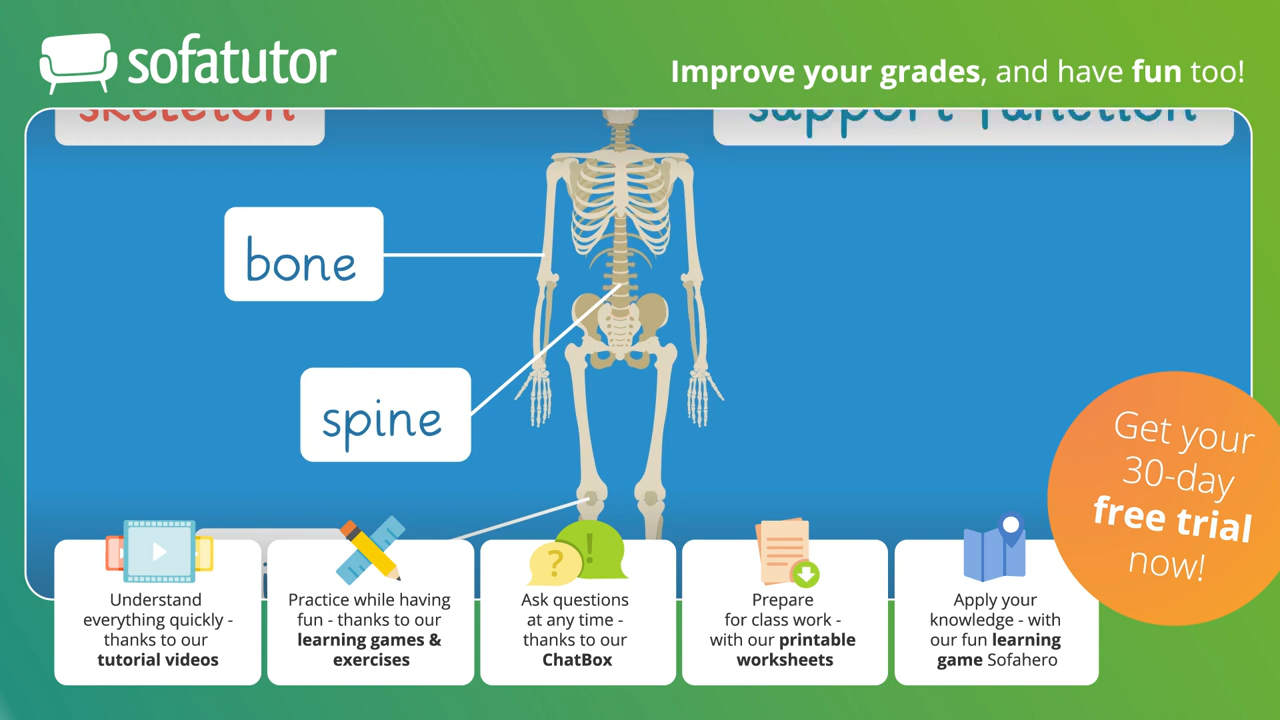 sofatutor
Improve your grades, and have fun too!
skeleton
support function
bone
spine
Get your
30-day
free trial
now!
Understand
everything quickly -
thanks to our
tutorial videos
Practice while having
fun - thanks to our
learning games &
exercises
Ask questions
at any time -
thanks to our
ChatBox
Prepare
for class work -
with our printable
worksheets
Apply your
knowledge - with
our fun learning
game Sofahero